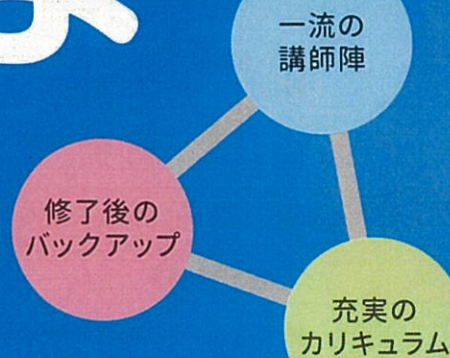 一流の
講師陣
修了後の
バックアップ
充実の
カリキュラム